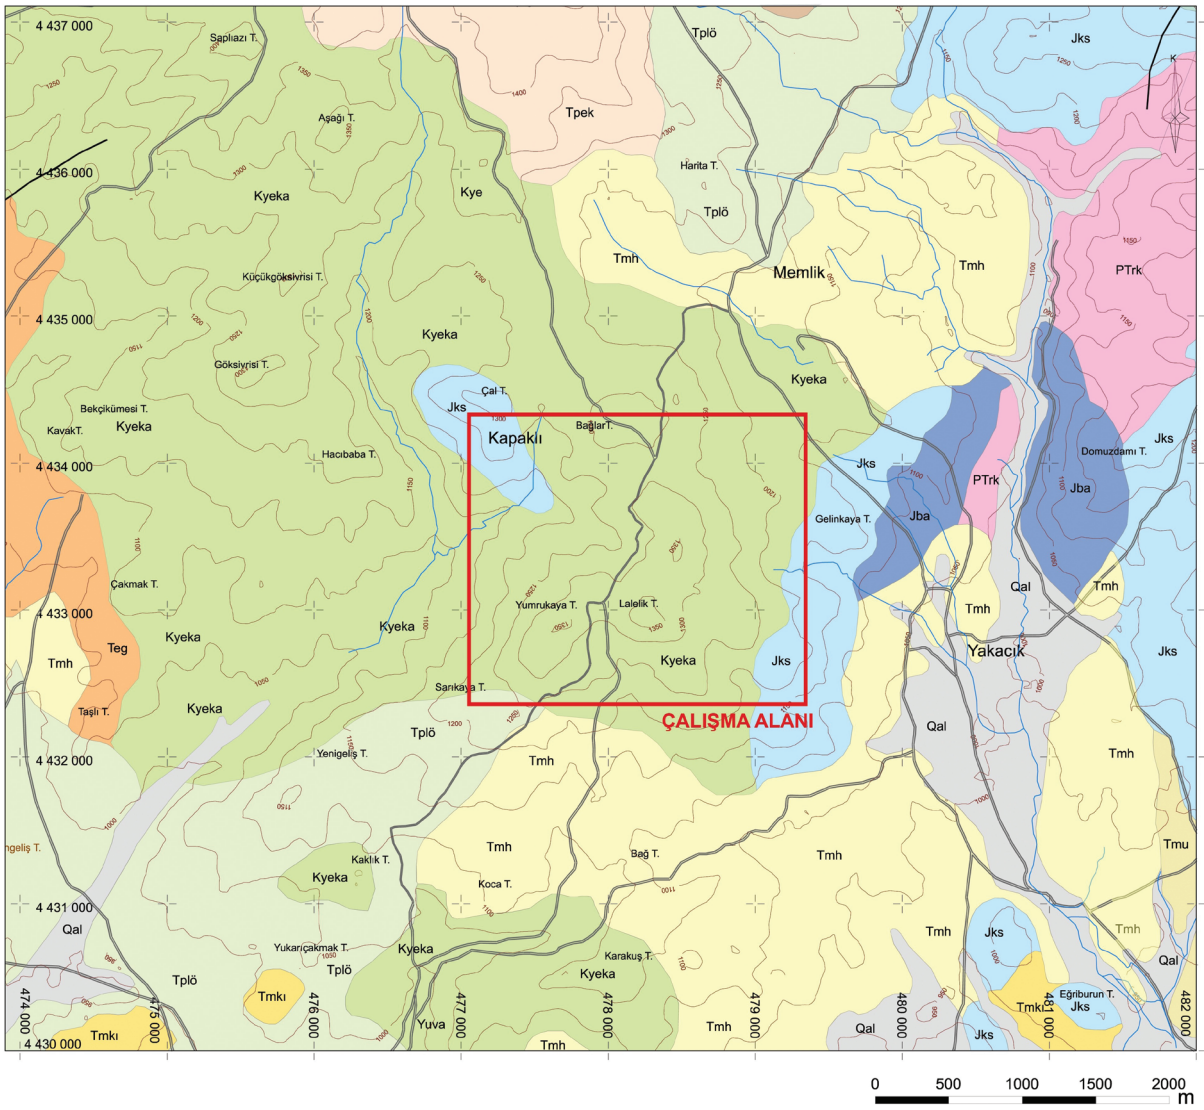 4 437 000
Saplıazı T.
Tplö
Jks
K
Aşağı T.
Tpek
4 436 000
Harita T.
Kyeka
Kye
Tplö
Tmh
Memlik
Tmh
PTrk
Küçükgöksivrisi T.
4 435 000
Kyeka
Göksivrisi T.
Kyeka
Çal T.
Jks
Bekçikümesi T.
KavakT.
Kyeka
BağlarT.
Kapaklı
Hacıbaba T.
4 434 000
Jks
Domuzdamı T.
Jks
PTrk
Jba
Gelinkaya T.
Jba
Çakmak T.
Yumrukaya T.
Lalelik T.
4 433 000
Qal
Tmh
Tmh
Kyeka
Kyeka
Teg
Tmh
Kyeka
Jks
Yakacık
Jks
Sarıkaya T.
Taşlı T.
Kyeka
ÇALIŞMA ALANI
Tplö
Qal
Yenigeliş T.
4 432 000
Tmh
Tmh
ngeliş T.
Tmh
Bağ T.
Tmh
Tmu
Kaklık T.
Kyeka
Koca T.
4 431 000
Qal
Tmh
Jks
Tmh
Yukarıçakmak T.
Kyeka
Karakuş T.
Tplö
Tplö
Kyeka
Qal
Tmkı
Tmkı
Eğriburun T.
Jks
Yuva
Tmh
Qal
Jks
Tmkı
Tmh
4 430 000
474 000
475 000
476 000
477 000
478 000
479 000
480 000
481 000
482 000
0 500 1000 1500 2000
m